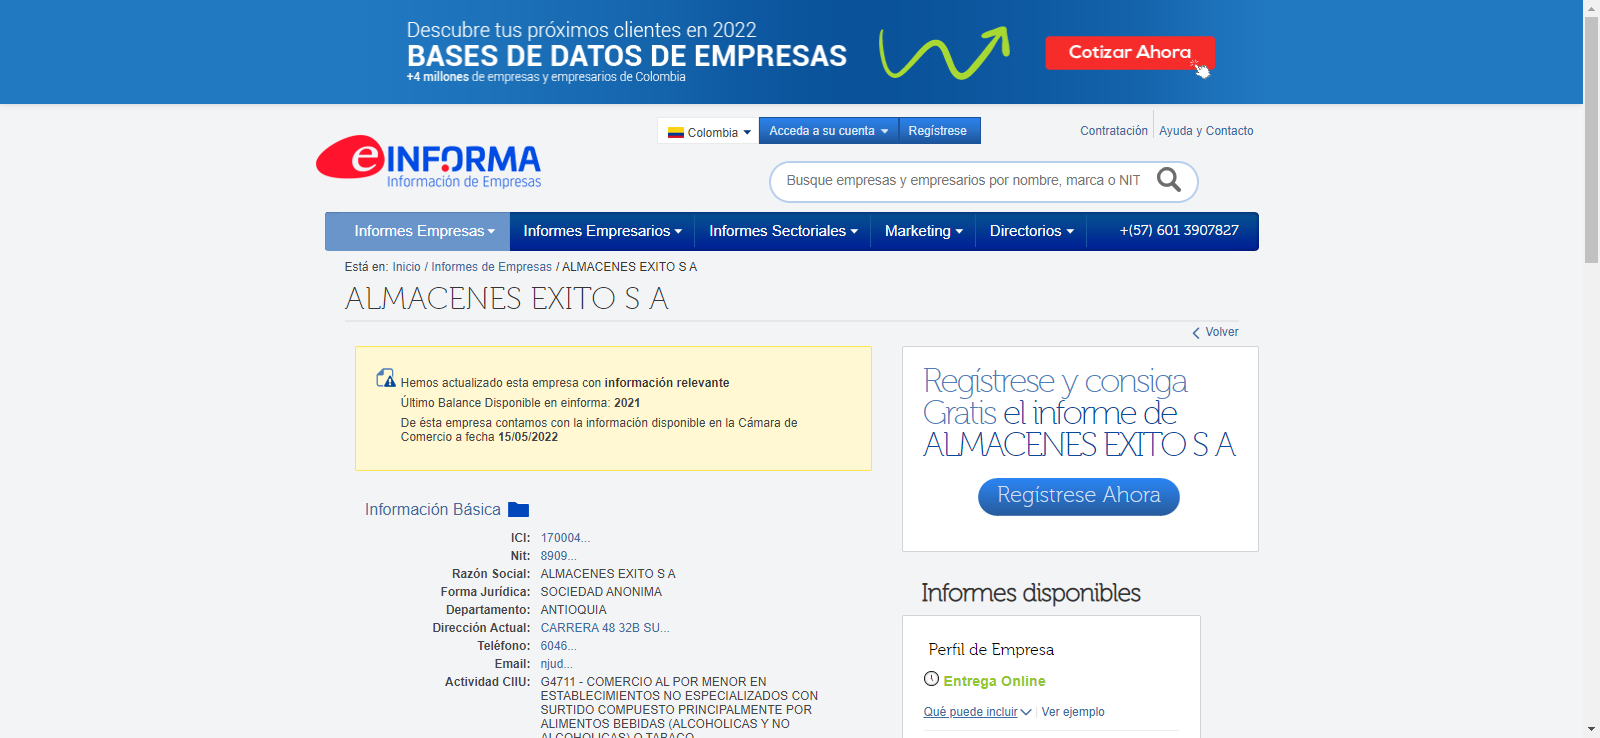 Descubre tus próximos clientes en 2022
BASES DE DATOS DE EMPRESAS
+4 millones de empresas y empresarios de Colombia
Cotizar Ahora
Colombia
Acceda a su cuenta
Regístrese
Contratación
Ayuda y Contacto
eINFORMA
Información de Empresas
Busque empresas y empresarios por nombre, marca o NIT
Informes Empresas
Informes Empresarios
Informes Sectoriales
Marketing
Directorios
+(57) 601 3907827
Está en: Inicio / Informes de Empresas / ALMACENES EXITO S A
ALMACENES EXITO S A
Volver
Hemos actualizado esta empresa con información relevante
Último Balance Disponible en einforma: 2021
De ésta empresa contamos con la información disponible en la Cámara de
Comercio a fecha 15/05/2022
Información Básica
ICI: 170004...
Nit: 8909...
Razón Social: ALMACENES EXITO S A
Forma Jurídica: SOCIEDAD ANONIMA
Departamento: ANTIOQUIA
Dirección Actual: CARRERA 48 32B SU...
Teléfono: 6046...
Email: njud...
Actividad CIIU: G4711 - COMERCIO AL POR MENOR EN
ESTABLECIMIENTOS NO ESPECIALIZADOS CON
SURTIDO COMPUESTO PRINCIPALMENTE POR
ALIMENTOS BEBIDAS (ALCOHOLICAS Y NO
ALCOHOLICAS) O TABACO
Regístrese y consiga
Gratis el informe de
ALMACENES EXITO S A
Regístrese Ahora
Informes disponibles
Perfil de Empresa
Entrega Online
Qué puede incluir
Ver ejemplo